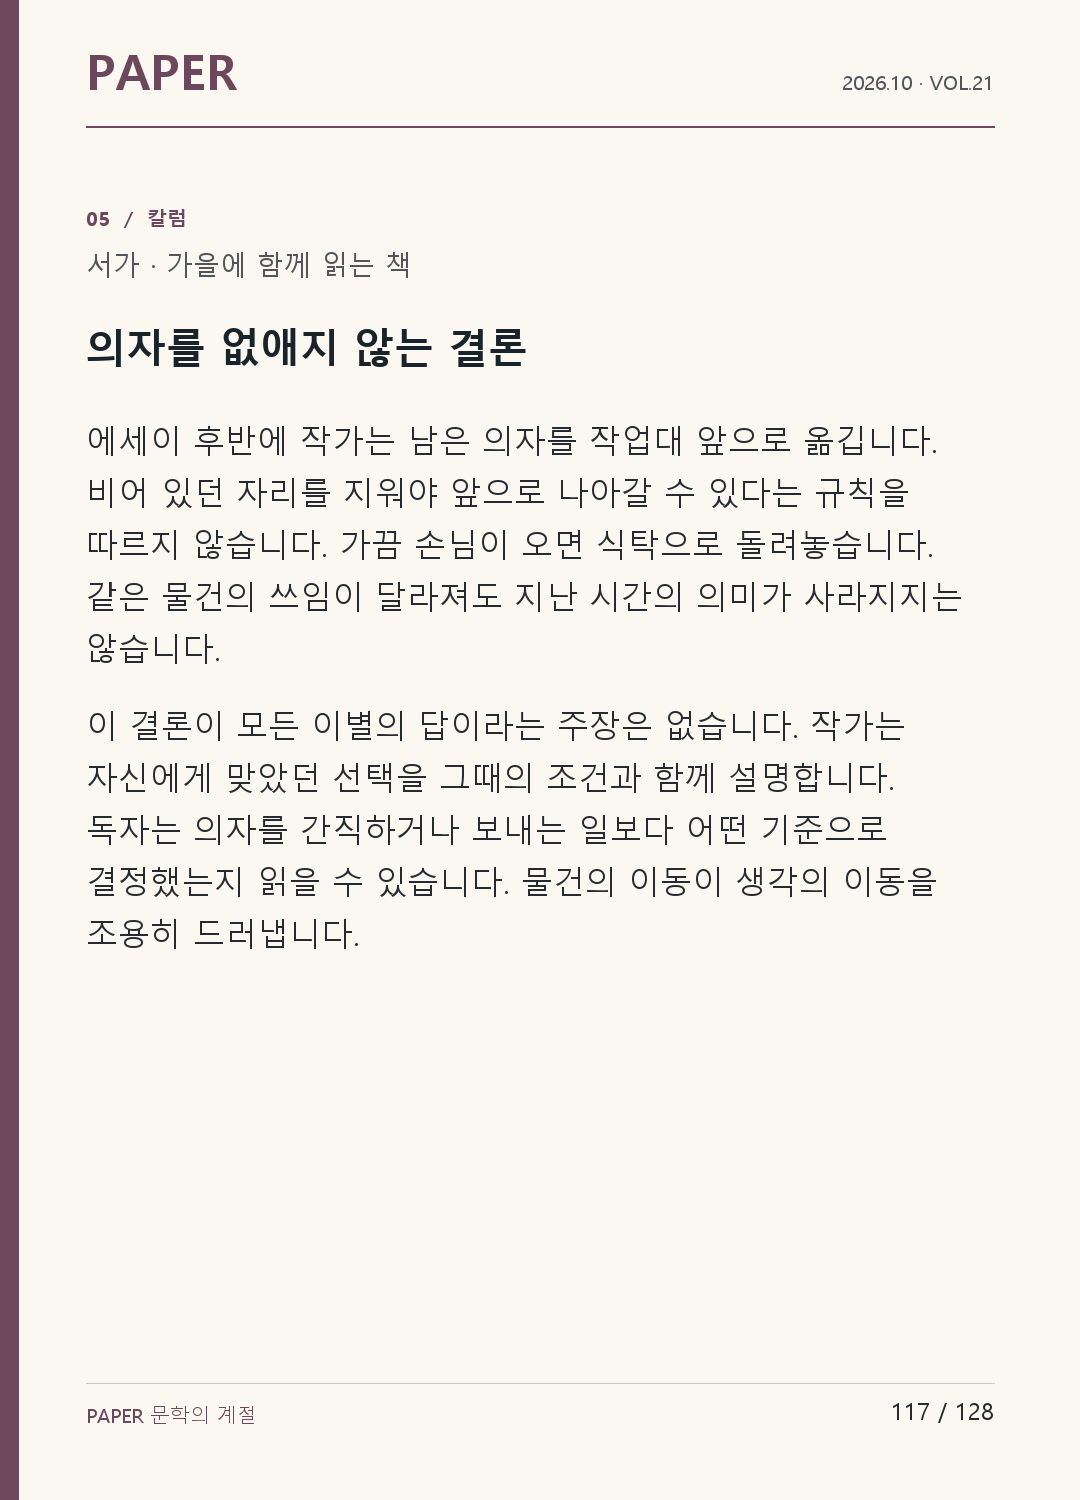 PAPER
2026.10 · VOL.21
05 / 칼럼
서가 · 가을에 함께 읽는 책
의자를 없애지 않는 결론
에세이 후반에 작가는 남은 의자를 작업대 앞으로 옮깁니다.
비어 있던 자리를 지워야 앞으로 나아갈 수 있다는 규칙을
따르지 않습니다. 가끔 손님이 오면 식탁으로 돌려놓습니다.
같은 물건의 쓰임이 달라져도 지난 시간의 의미가 사라지지는
않습니다.
이 결론이 모든 이별의 답이라는 주장은 없습니다. 작가는
자신에게 맞았던 선택을 그때의 조건과 함께 설명합니다.
독자는 의자를 간직하거나 보내는 일보다 어떤 기준으로
결정했는지 읽을 수 있습니다. 물건의 이동이 생각의 이동을
조용히 드러냅니다.
PAPER 문학의 계절
117 / 128